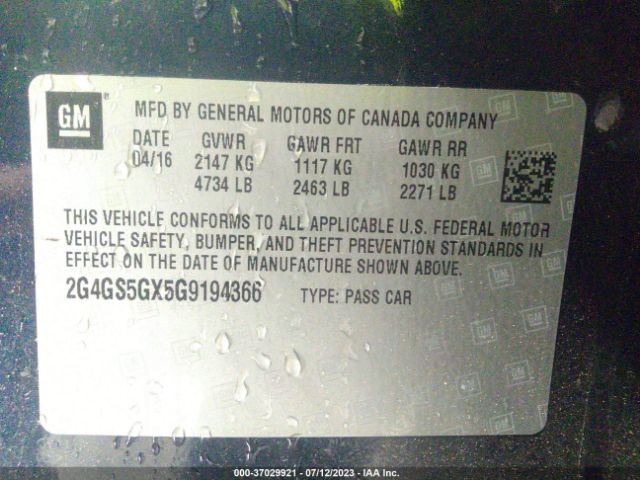 GM
MFD BY GENERAL MOTORS OF CANADA COMPANY
DATE GVWR GAWR FRT GAWR RR
04/16 2147 KG 1117 KG 1030 KG
4734 LB 2463 LB 2271 LB
THIS VEHICLE CONFORMS TO ALL APPLICABLE U.S. FEDERAL MOTOR
VEHICLE SAFETY, BUMPER, AND THEFT PREVENTION STANDARDS IN
EFFECT ON THE DATE OF MANUFACTURE SHOWN ABOVE.
2G4GS5GX5G9194366 TYPE: PASS CAR
000-37029921 - 07/12/2023 - IAA Inc.